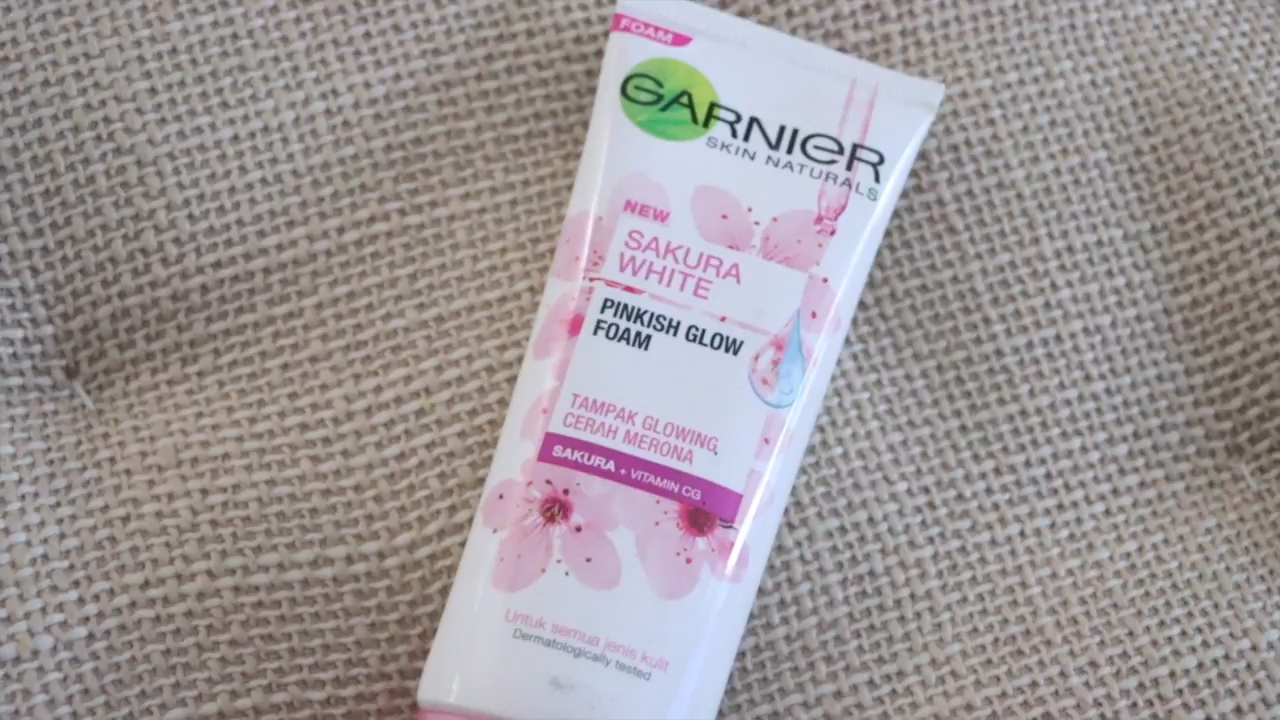 FOAM
GARNIER
SKIN NATURALS
NEW
SAKURA
WHITE
PINKISH GLOW
FOAM
TAMPAK GLOWING,
CERAH MERONA
SAKURA + VITAMIN CG
Untuk semua jenis kulit
Dermatologically tested